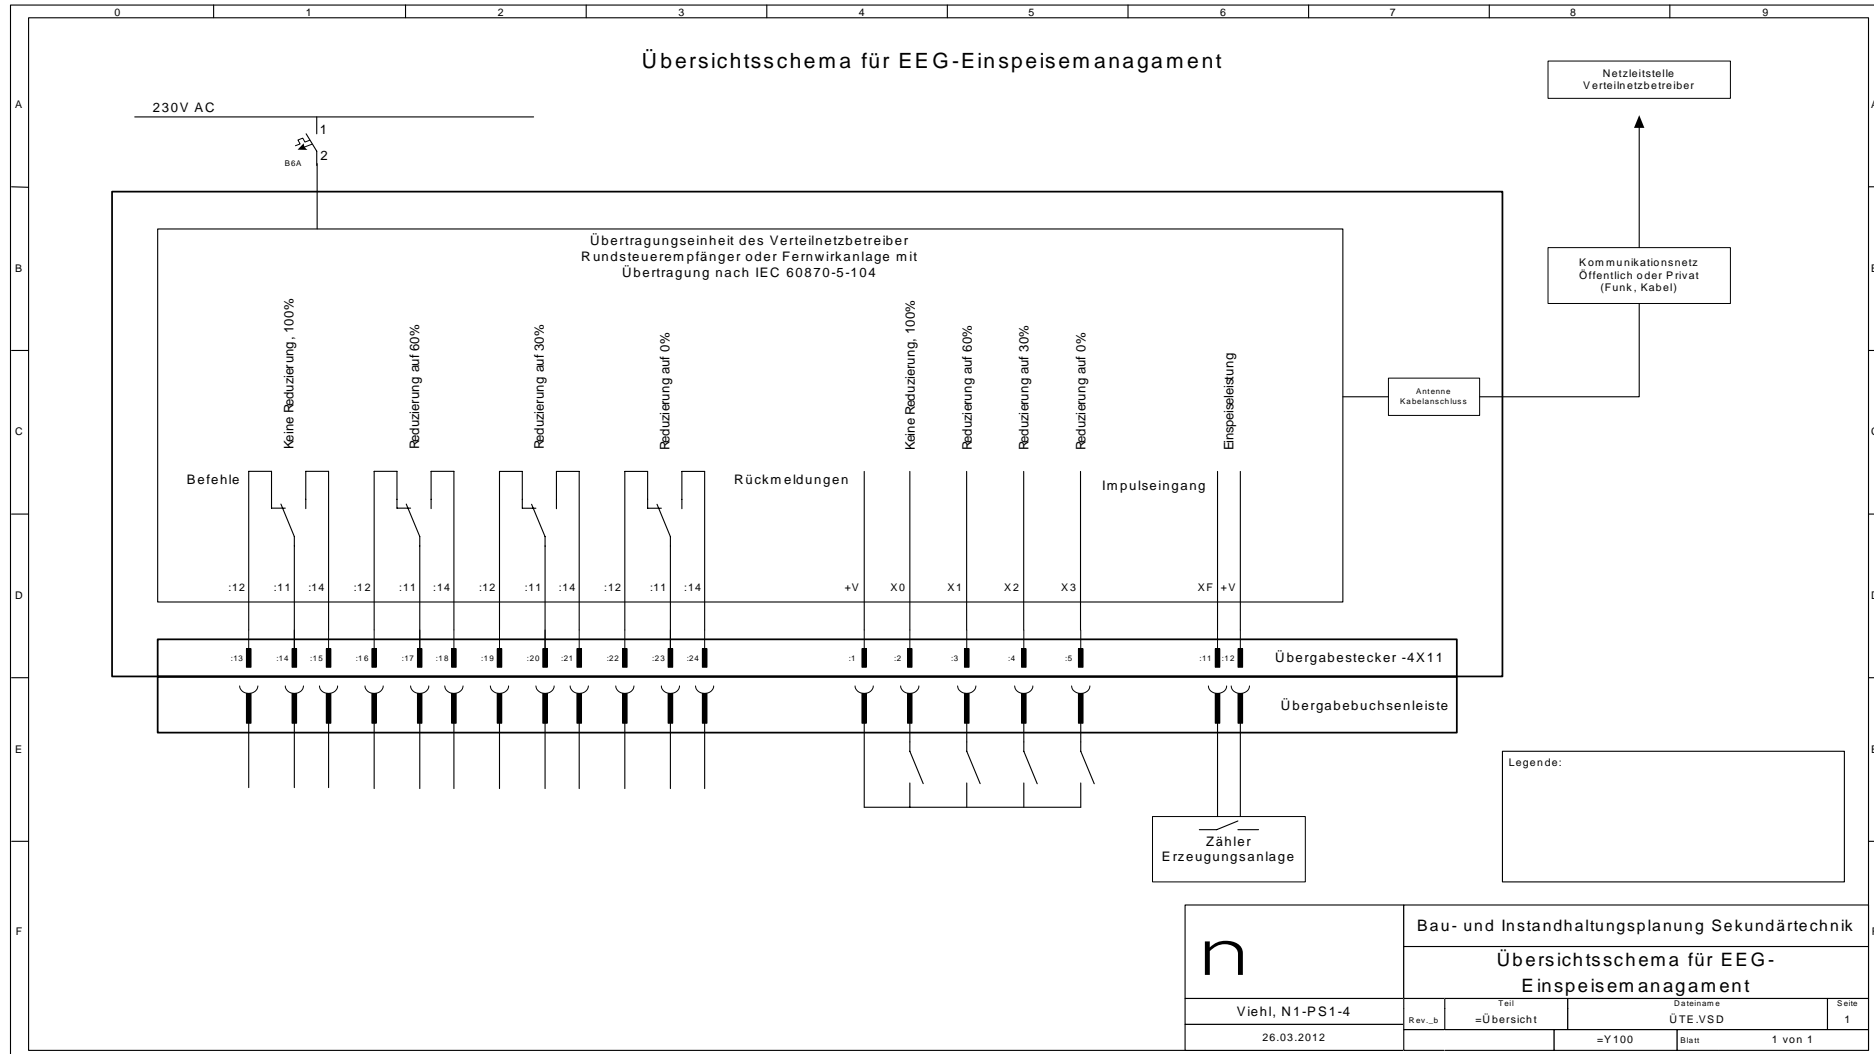 0 1 2 3 4 5 6 7 8 9
Übersichtsschema für EEG-Einspeisemanagament
Netzleitstelle
Verteilnetzbetreiber
A
230V AC
1
2
B6A
B
Übertragungseinheit des Verteilnetzbetreiber
Rundsteuerempfänger oder Fernwirkanlage mit
Übertragung nach IEC 60870-5-104
Kommunikationsnetz
Öffentlich oder Privat
(Funk, Kabel)
Keine Reduzierung, 100%
Reduzierung auf 60%
Reduzierung auf 30%
Reduzierung auf 0%
Keine Reduzierung, 100%
Reduzierung auf 60%
Reduzierung auf 30%
Reduzierung auf 0%
Einspeiseleistung
Antenne
Kabelanschluss
C
Befehle
Rückmeldungen
Impulseingang
D
:12 :11 :14 :12 :11 :14 :12 :11 :14 :12 :11 :14 +V X0 X1 X2 X3 XF +V
:13 :14 :15 :16 :17 :18 :19 :20 :21 :22 :23 :24 :1 :2 :3 :4 :5 :11 :12 Übergabestecker -4X11
Übergabebuchsenleiste
E
Legende:
Zähler
Erzeugungsanlage
F
n
Bau- und Instandhaltungsplanung Sekundärtechnik
Übersichtsschema für EEG-
Einspeisemanagament
Viehl, N1-PS1-4
26.03.2012
Rev._b
Teil
=Übersicht
Dateiname
ÜTE.VSD
Seite
1
=Y100
Blatt 1 von 1